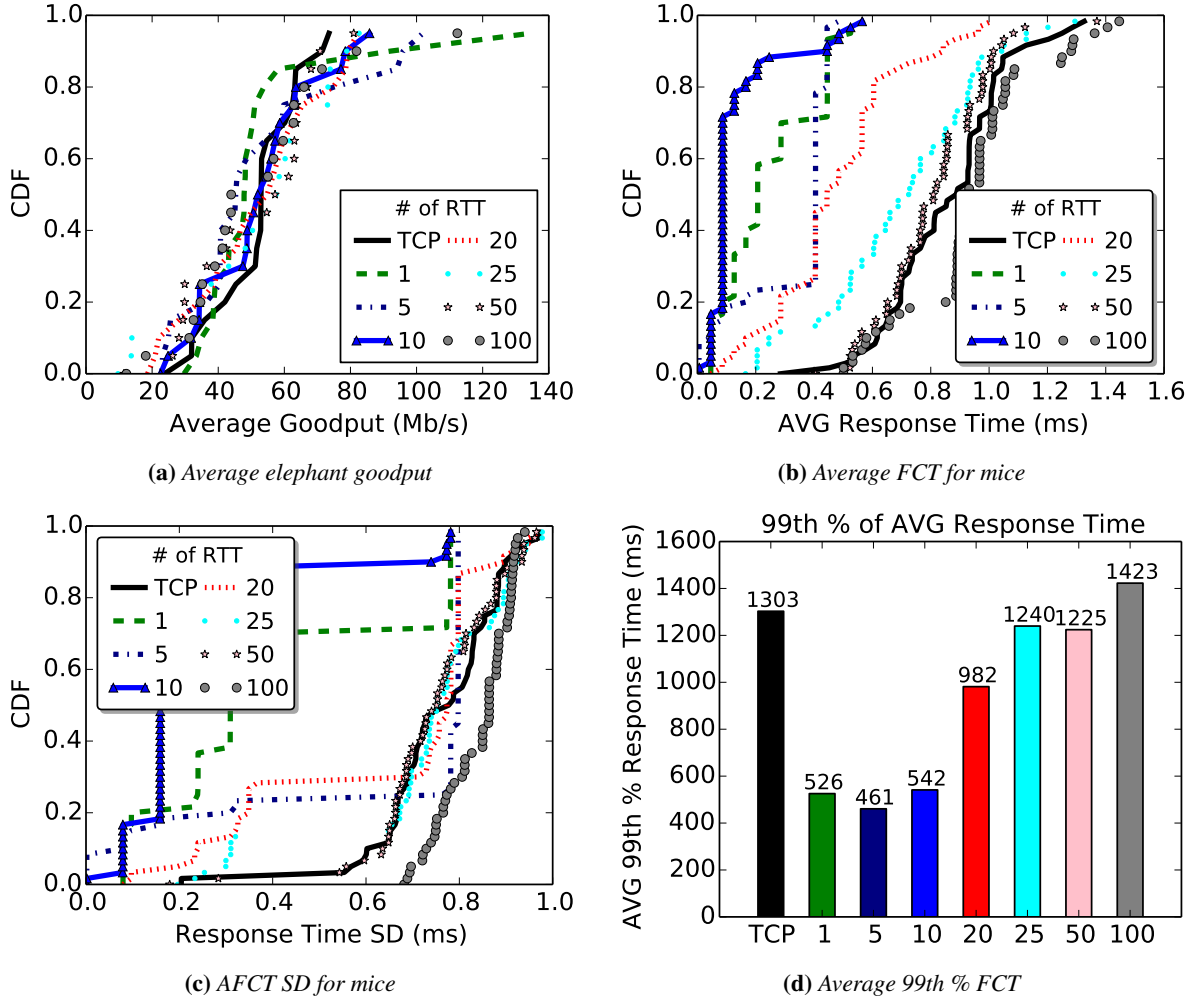 CDF
1.0
0.8
0.6
0.4
0.2
0.0
# of RTT
TCP 20
1 25
5 50
10 100
0 20 40 60 80 100 120 140
Average Goodput (Mb/s)
(a) Average elephant goodput
CDF
1.0
0.8
0.6
0.4
0.2
0.0
# of RTT
TCP 20
1 25
5 50
10 100
0.0 0.2 0.4 0.6 0.8 1.0 1.2 1.4 1.6
AVG Response Time (ms)
(b) Average FCT for mice
CDF
1.0
0.8
0.6
0.4
0.2
0.0
# of RTT
TCP 20
1 25
5 50
10 100
0.0 0.2 0.4 0.6 0.8 1.0
Response Time SD (ms)
(c) AFCT SD for mice
99th % of AVG Response Time
AVG 99th % Response Time (ms)
1600
1400
1200
1000
800
600
400
200
0
1303 526 461 542 982 1240 1225 1423
TCP 1 5 10 20 25 50 100
(d) Average 99th % FCT